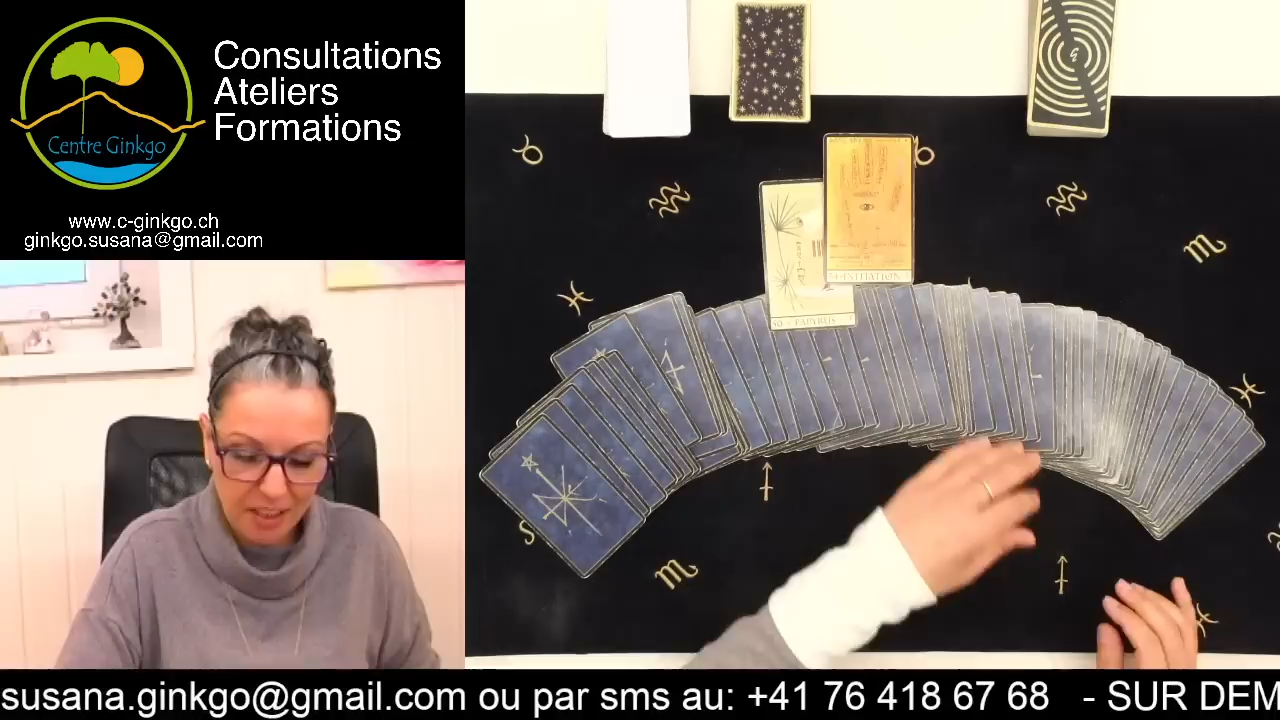 Consultations
Ateliers
Formations
Centre Ginkgo
www.c-ginkgo.ch
ginkgo.susana@gmail.com
INITIATION
PAPYRUS
susana.ginkgo@gmail.com ou par sms au: +41 76 418 67 68 - SUR DEM